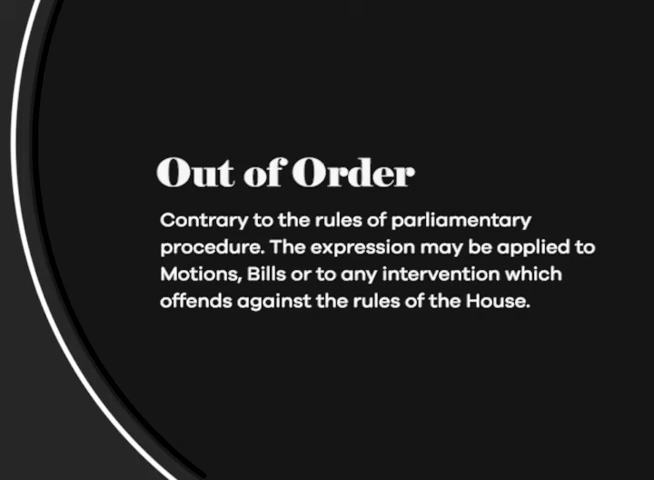 Out of Order
Contrary to the rules of parliamentary
procedure. The expression may be applied to
Motions, Bills or to any intervention which
offends against the rules of the House.